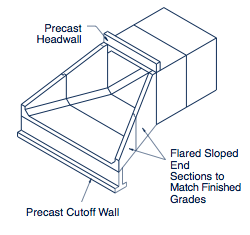 Precast
Headwall
Flared Sloped
End
Sections to
Match Finished
Grades
Precast Cutoff Wall